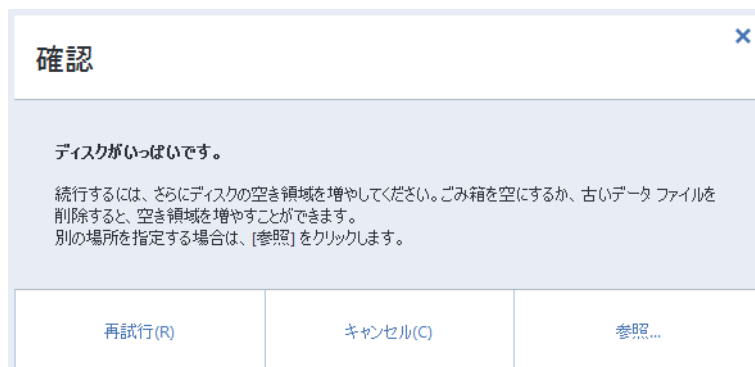 確認
ディスクがいっぱいです。
続行するには、さらにディスクの空き領域を増やしてください。ごみ箱を空にするか、古いデータ ファイルを
削除すると、空き領域を増やすことができます。
別の場所を指定する場合は、[参照] をクリックします。
再試行(R)
キャンセル(C)
参照...